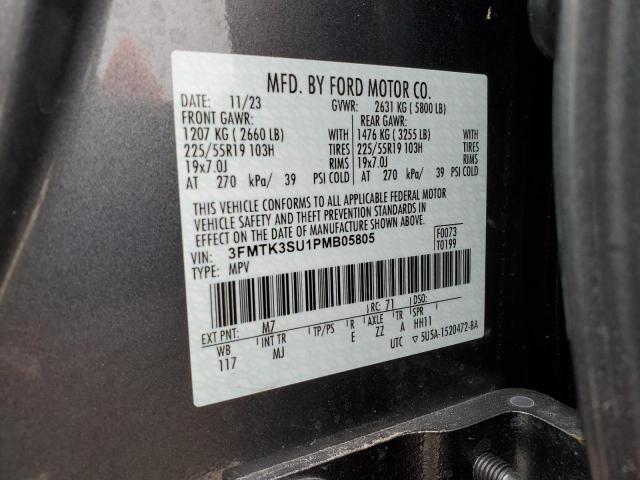 MFD. BY FORD MOTOR CO.
DATE: 11/23 GVWR: 2631 KG ( 5800 LB)
FRONT GAWR: REAR GAWR:
1207 KG ( 2660 LB) WITH 1476 KG ( 3255 LB) WITH
225/55R19 103H TIRES 225/55R19 103H TIRES
19x7.0J RIMS 19x7.0J RIMS
AT 270 kPa/ 39 PSI COLD AT 270 kPa/ 39 PSI COLD
THIS VEHICLE CONFORMS TO ALL APPLICABLE FEDERAL MOTOR
VEHICLE SAFETY AND THEFT PREVENTION STANDARDS IN
EFFECT ON THE DATE OF MANUFACTURE SHOWN ABOVE.
VIN: 3FMTK3SU1PMB05805 F0073
TYPE: MPV T0199
EXT PNT: M7 RC: 71 DSO:
WB INT TR TP/PS R AXLE TR SPR
117 MJ E ZZ A HH11
UTC ▽ 5U5A-1520472-BA